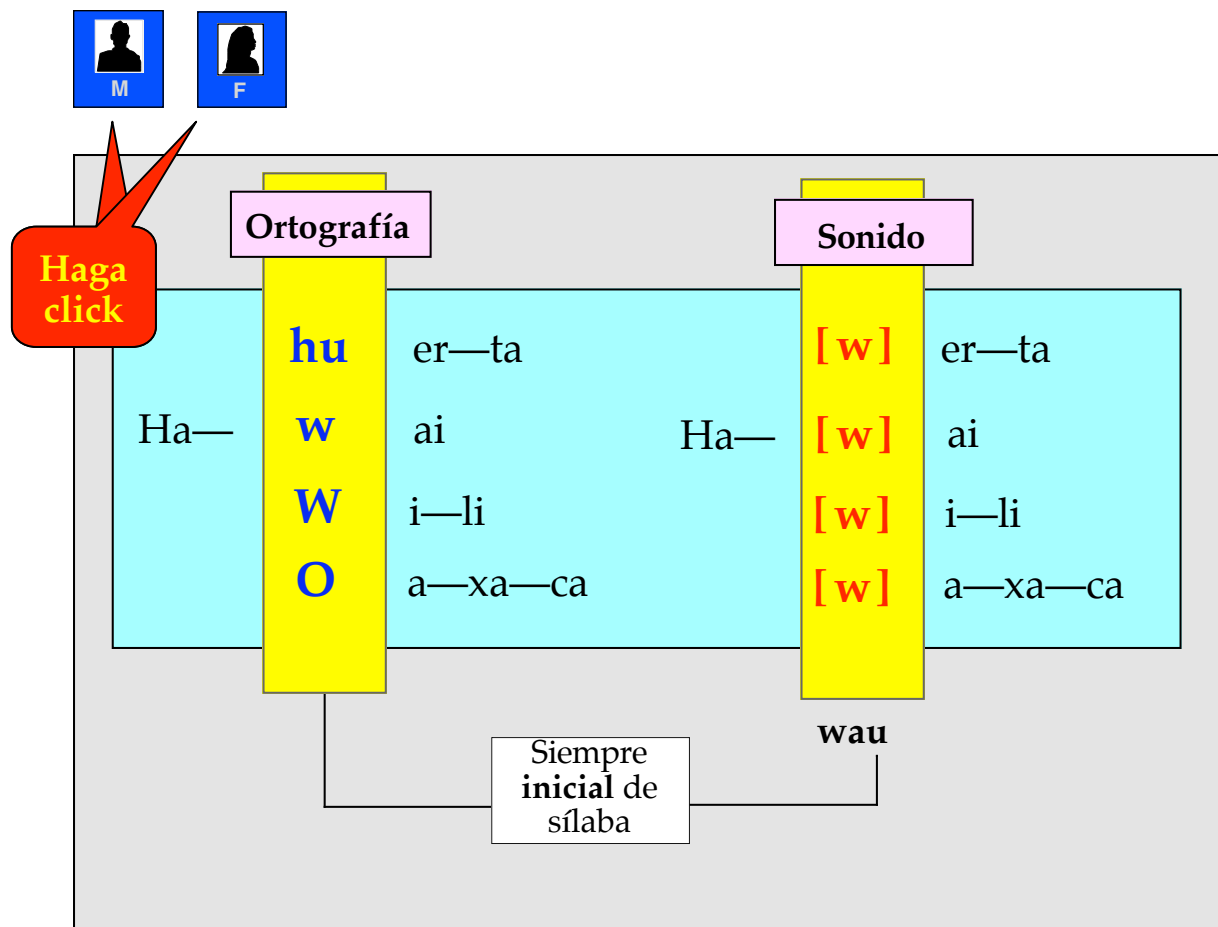 M F
Ortografía Sonido
Haga
click
hu er—ta [w] er—ta
Ha— w ai Ha— [w] ai
W i—li [w] i—li
O a—xa—ca [w] a—xa—ca
wau
Siempre
inicial de
sílaba